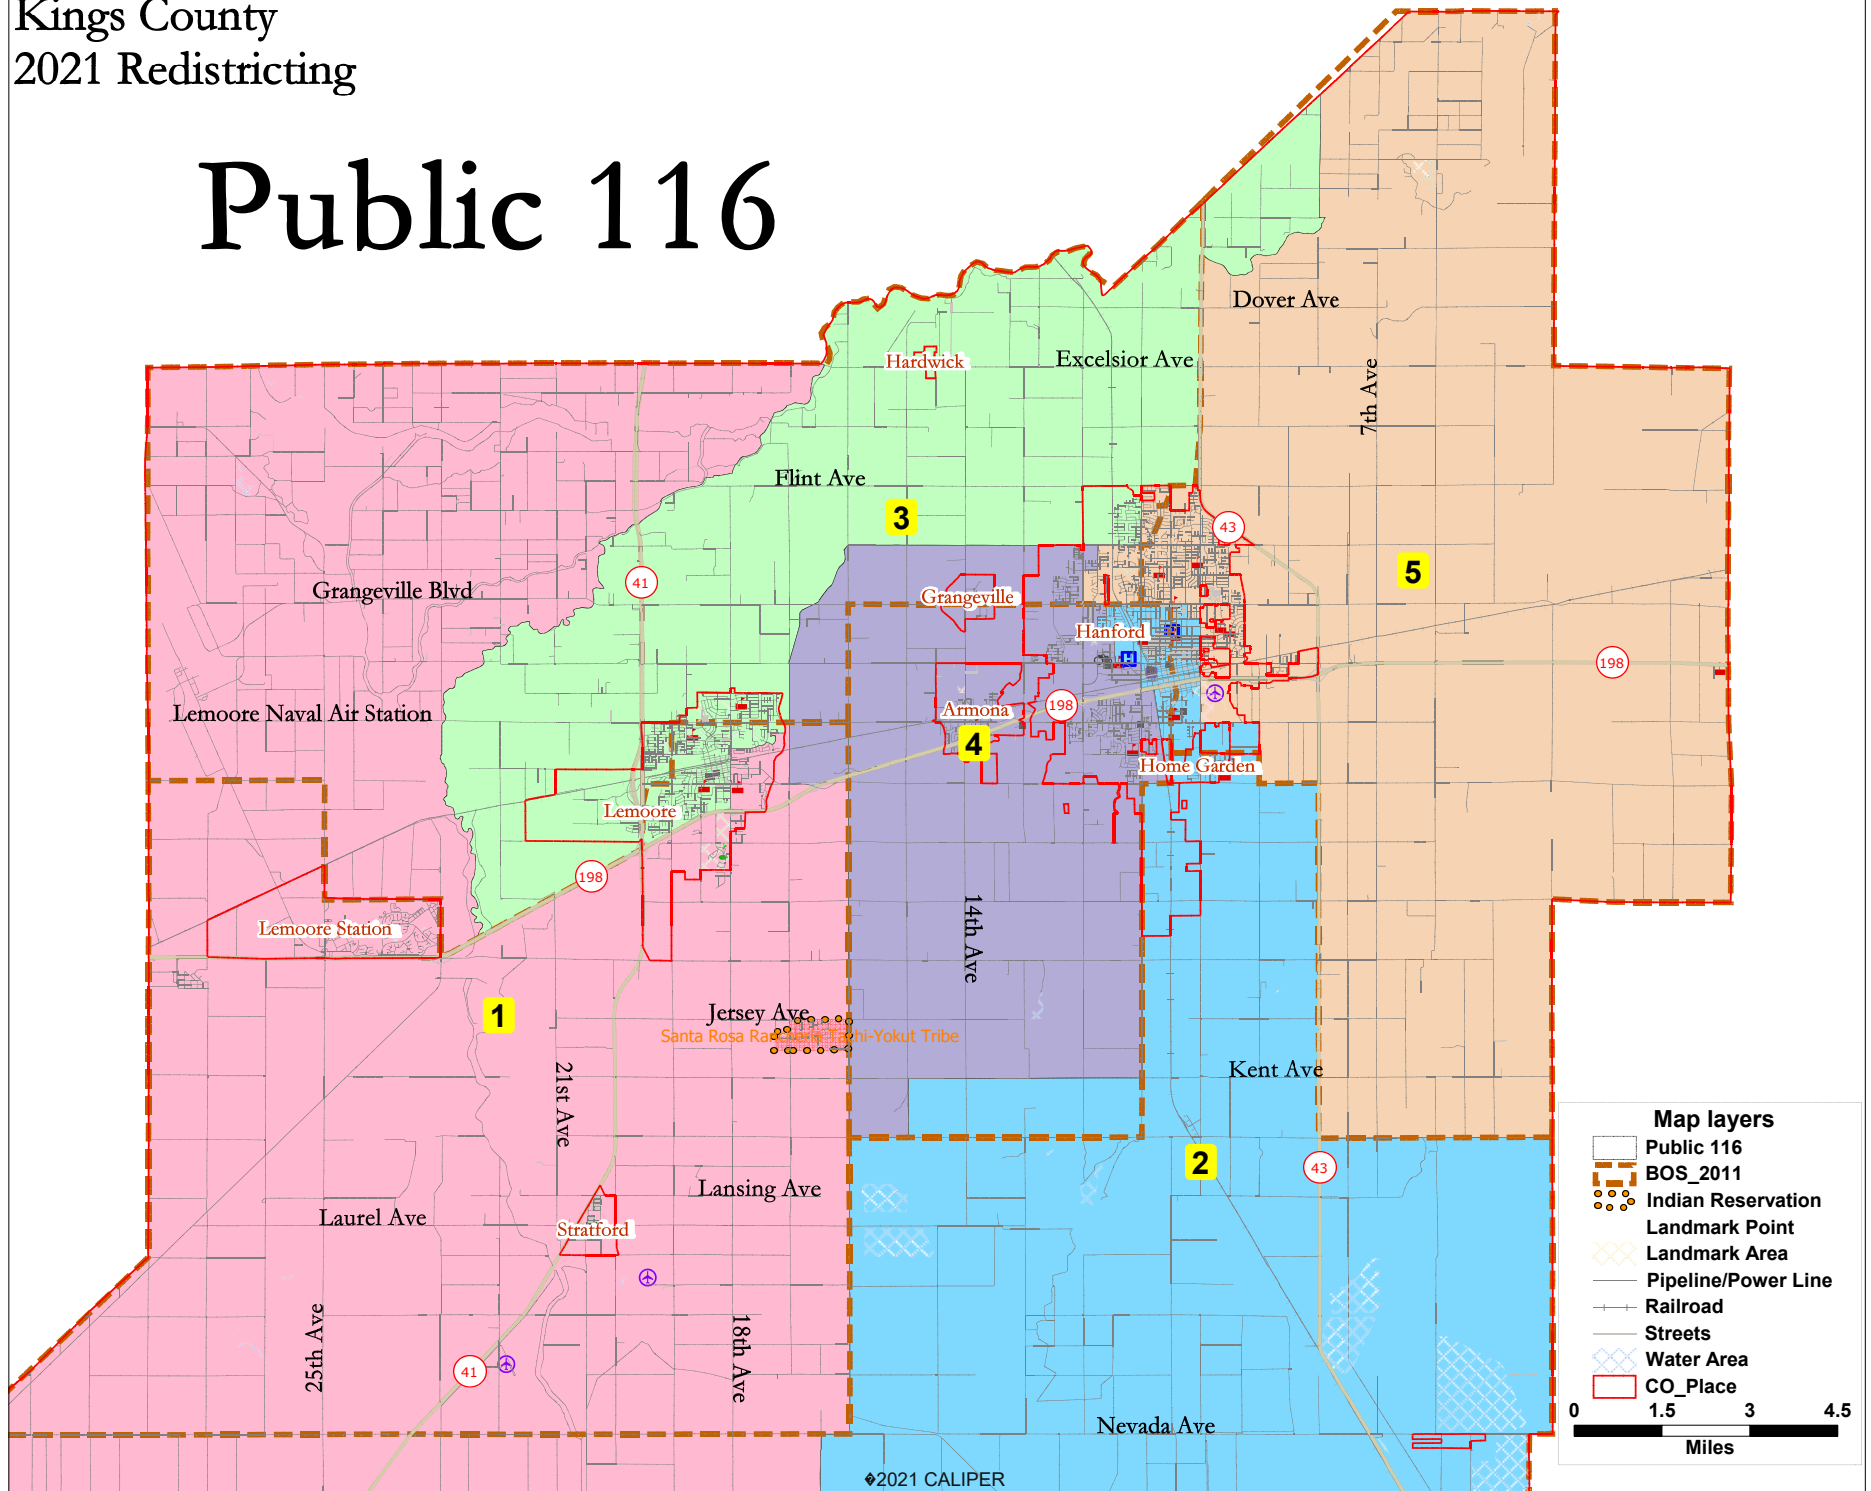 Kings County
2021 Redistricting
Public 116
Dover Ave
Hardwick
Excelsior Ave
7th Ave
Flint Ave
3
43
5
41
Grangeville Blvd
Grangeville
Hanford
H
198
Lemoore Naval Air Station
Armona
198
4
Home Garden
Lemoore
198
Lemoore Station
14th Ave
1
Jersey Ave
Santa Rosa Rancheria Tachi-Yokut Tribe
21st Ave
Kent Ave
2
43
Lansing Ave
Laurel Ave
Stratford
25th Ave
18th Ave
41
Nevada Ave
�2021 CALIPER
Map layers
Public 116
BOS_2011
Indian Reservation
Landmark Point
Landmark Area
Pipeline/Power Line
Railroad
Streets
Water Area
CO_Place
0 1.5 3 4.5
Miles